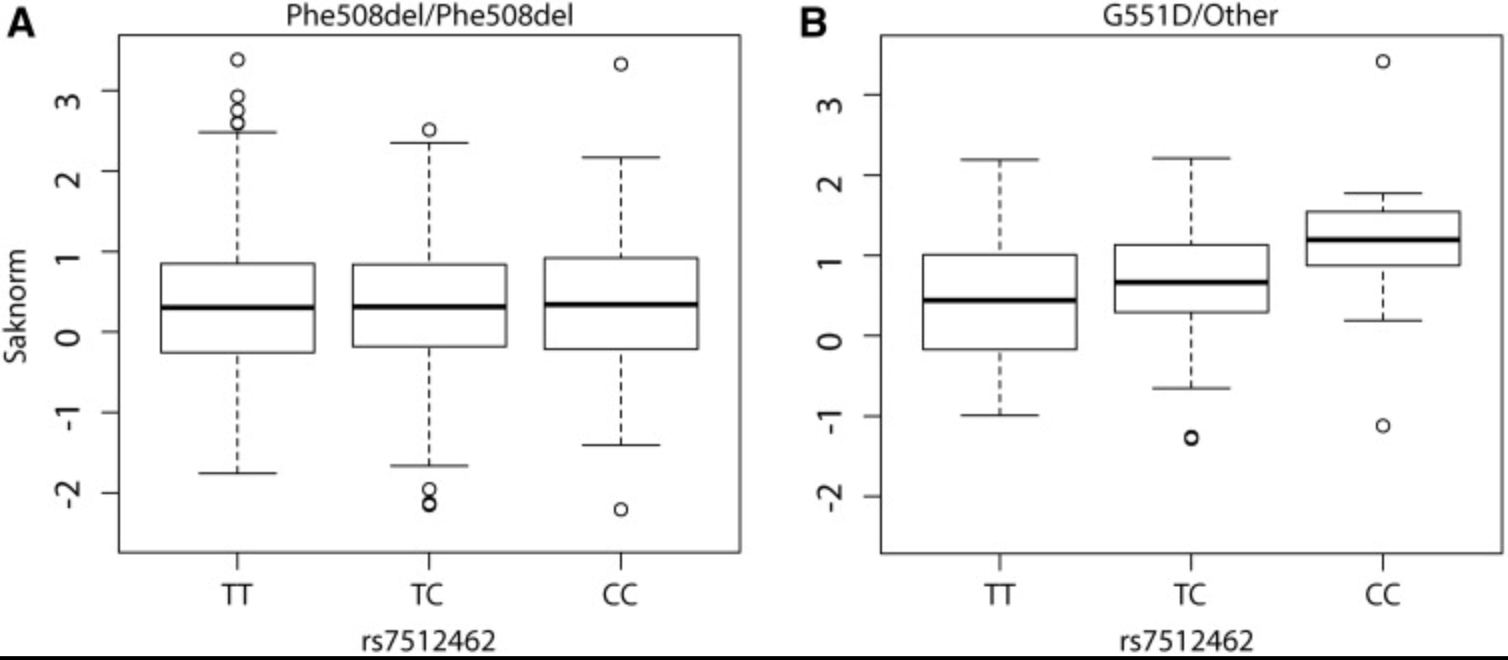 A
Phe508del/Phe508del
Saknorm
3
2
1
0
-1
-2
TT TC CC
rs7512462
B
G551D/Other
3
2
1
0
-1
-2
TT TC CC
rs7512462